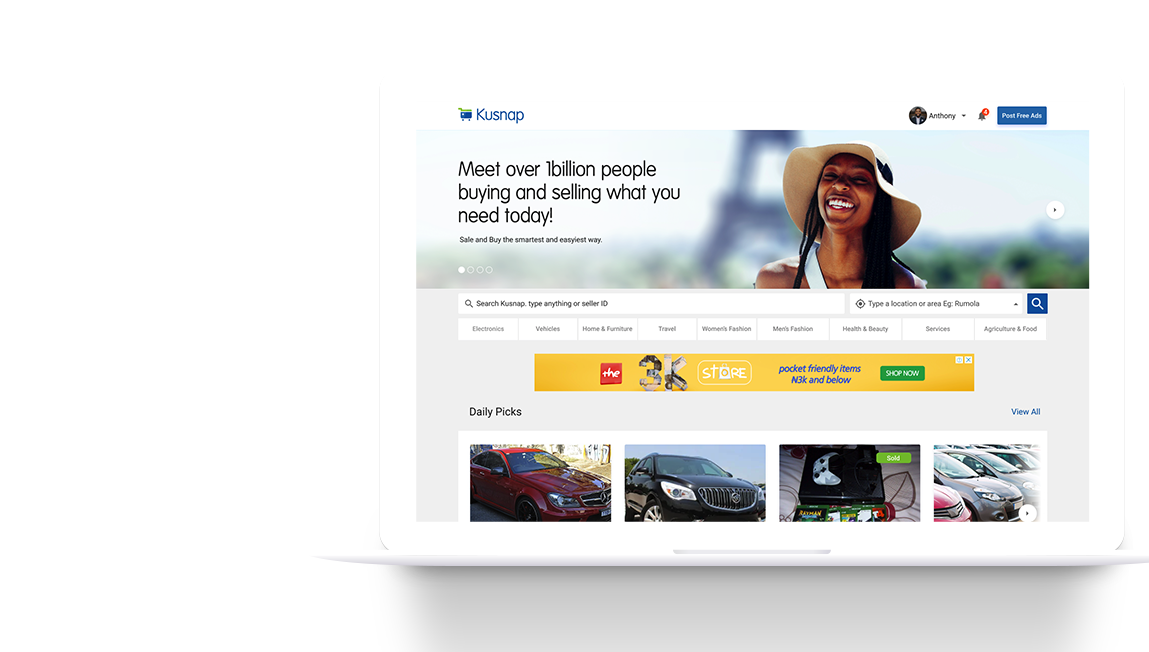 Kusnap
Anthony
4
Post Free Ads
Meet over 1billion people
buying and selling what you
need today!
Sale and Buy the smartest and easyiest way.
Search Kusnap. type anything or seller ID
Type a location or area Eg: Rumola
Electronics
Vehicles
Home & Furniture
Travel
Women's Fashion
Men's Fashion
Health & Beauty
Services
Agriculture & Food
the
3K
STORE
pocket friendly items
N3k and below
SHOP NOW
Daily Picks
View All
Sold
RAYMAN